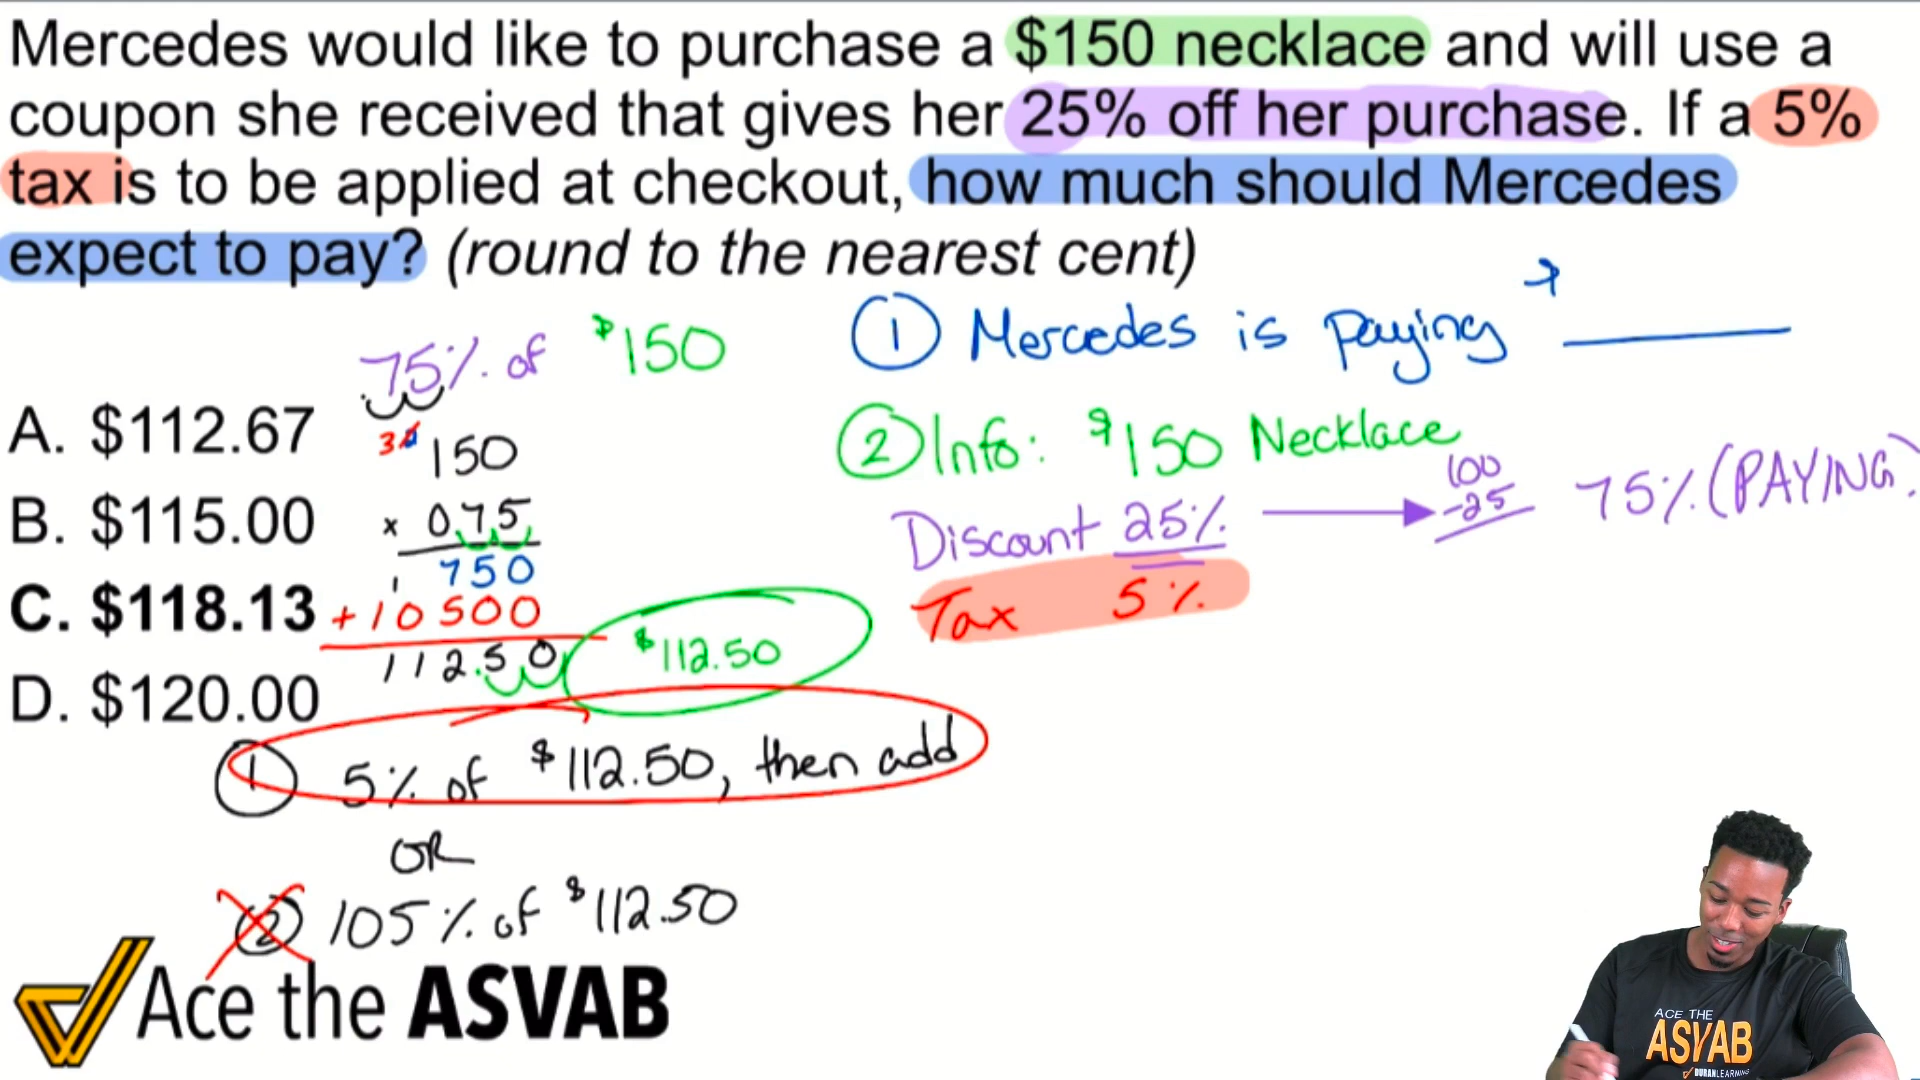 Mercedes would like to purchase a $150 necklace and will use a
coupon she received that gives her 25% off her purchase. If a 5%
tax is to be applied at checkout, how much should Mercedes
expect to pay? (round to the nearest cent)
① Mercedes is paying → ______
75% of $150
A. $112.67
B. $115.00
C. $118.13
D. $120.00
3
150
x 0.75
750
1
+10500
112.50
$112.50
② Info: $150 Necklace
Discount 25%
100
-25
75% (PAYING)
Tax 5%
① 5% of $112.50, then add
OR
② 105% of $112.50
Ace the ASVAB
ACE THE
ASVAB
DURAN LEARNING